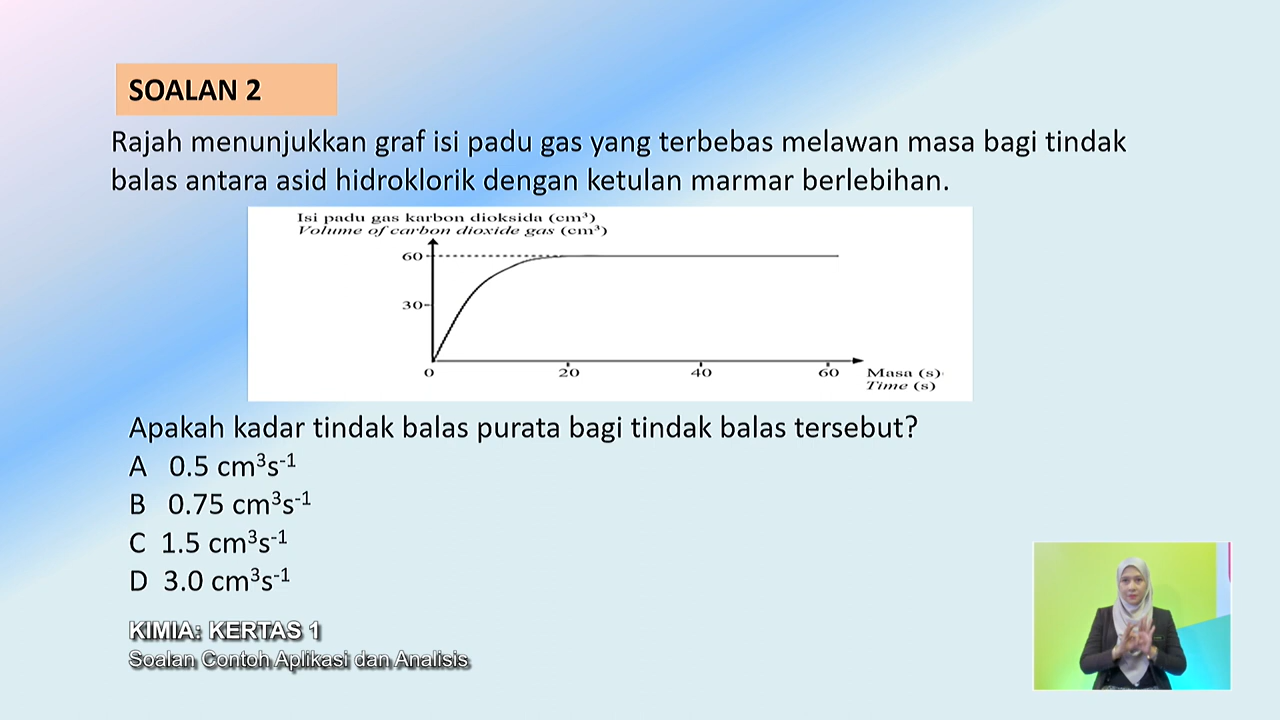 SOALAN 2
Rajah menunjukkan graf isi padu gas yang terbebas melawan masa bagi tindak
balas antara asid hidroklorik dengan ketulan marmar berlebihan.
Isi padu gas karbon dioksida (cm³)
Volume of carbon dioxide gas (cm³)
60
30
0 20 40 60 Masa (s)
Time (s)
Apakah kadar tindak balas purata bagi tindak balas tersebut?
A 0.5 cm³s⁻¹
B 0.75 cm³s⁻¹
C 1.5 cm³s⁻¹
D 3.0 cm³s⁻¹
KIMIA: KERTAS 1
Soalan Contoh Aplikasi dan Analisis